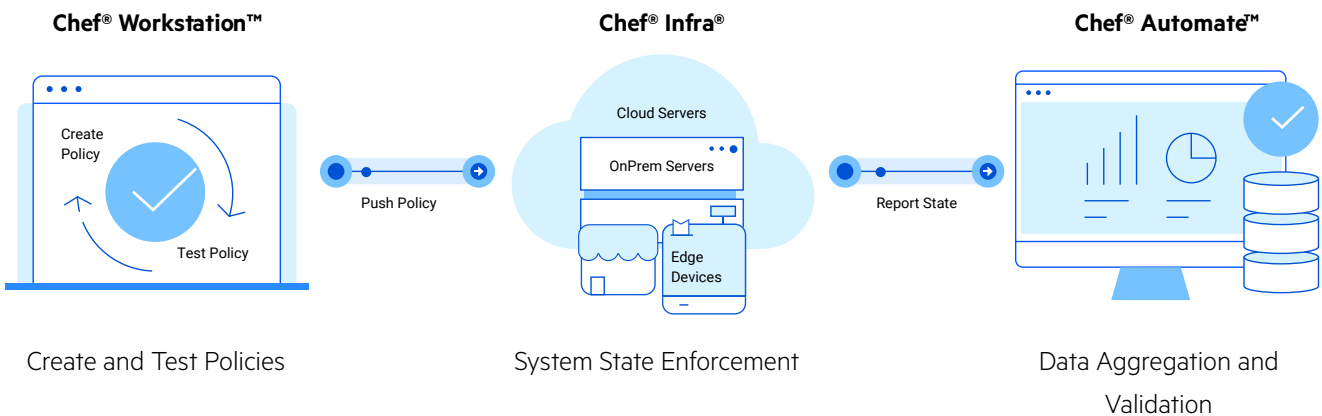 Chef® Workstation™
Chef® Infra®
Chef® Automate™
Create
Policy
Test Policy
Push Policy
Cloud Servers
OnPrem Servers
Edge
Devices
Report State
Create and Test Policies
System State Enforcement
Data Aggregation and
Validation